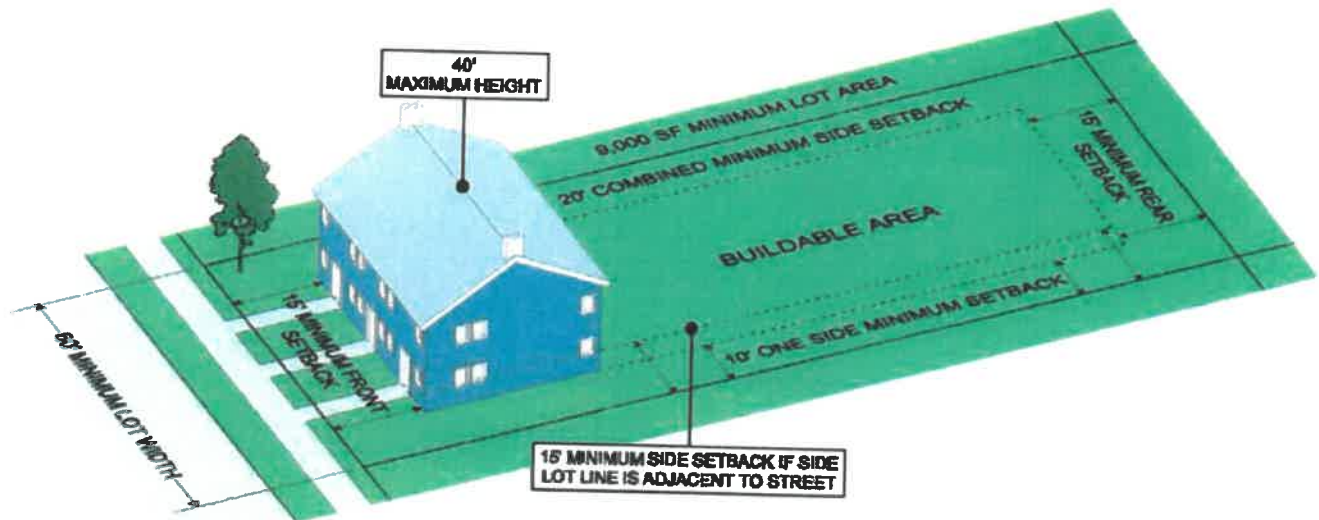 40'
MAXIMUM HEIGHT
9,000 SF MINIMUM LOT AREA
20' COMBINED MINIMUM SIDE SETBACK
15' MINIMUM REAR
SETBACK
BUILDABLE AREA
10' ONE SIDE MINIMUM SETBACK
15' MINIMUM FRONT
SETBACK
60' MINIMUM LOT WIDTH
15' MINIMUM SIDE SETBACK IF SIDE
LOT LINE IS ADJACENT TO STREET